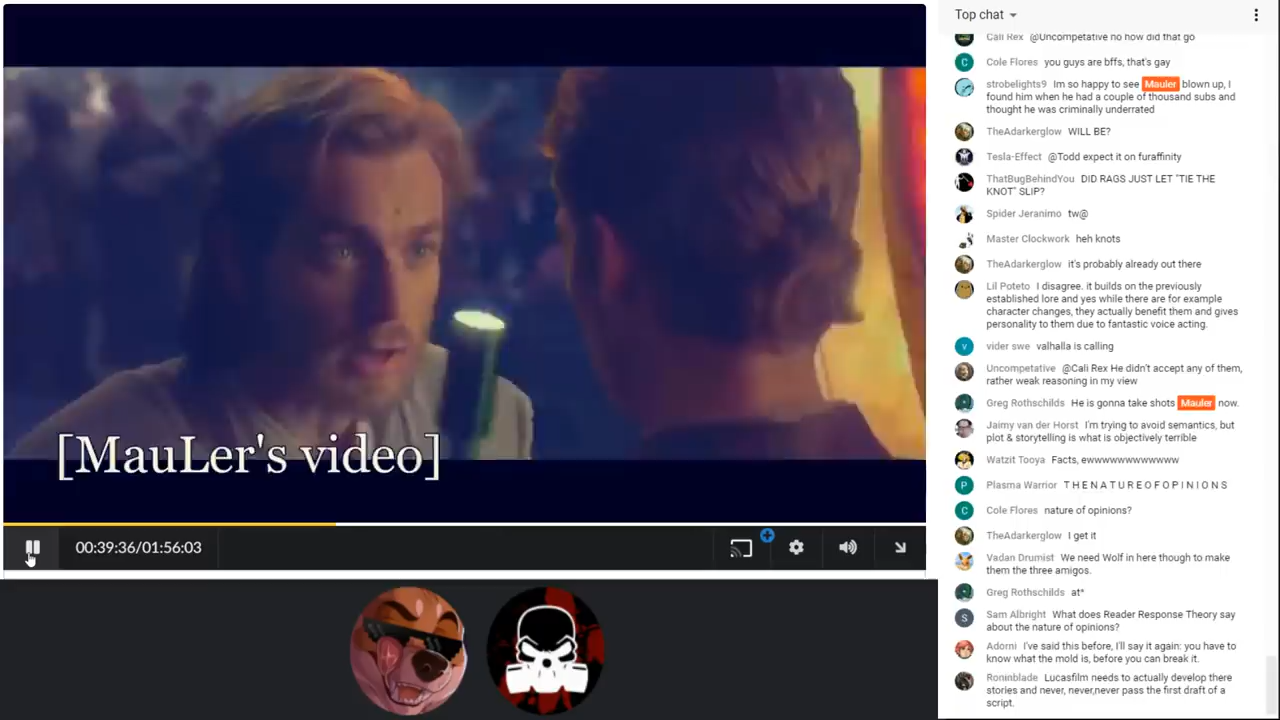 [MauLer's video]
00:39:36/01:56:03
Top chat
Cali Rex @Uncompetative no how did that go
C Cole Flores you guys are bffs, that's gay
strobelights9 Im so happy to see Mauler blown up, I
found him when he had a couple of thousand subs and
thought he was criminally underrated
TheAdarkerglow WILL BE?
Tesla-Effect @Todd expect it on furaffinity
ThatBugBehindYou DID RAGS JUST LET "TIE THE
KNOT" SLIP?
Spider Jeranimo tw@
Master Clockwork heh knots
TheAdarkerglow it's probably already out there
Lil Poteto I disagree. it builds on the previously
established lore and yes while there are for example
character changes, they actually benefit them and gives
personality to them due to fantastic voice acting.
v vider swe valhalla is calling
Uncompetative @Cali Rex He didn't accept any of them,
rather weak reasoning in my view
Greg Rothschilds He is gonna take shots Mauler now.
Jaimy van der Horst I'm trying to avoid semantics, but
plot & storytelling is what is objectively terrible
Watzit Tooya Facts, ewwwwwwwwwwww
P Plasma Warrior T H E N A T U R E O F O P I N I O N S
C Cole Flores nature of opinions?
TheAdarkerglow I get it
Vadan Drumist We need Wolf in here though to make
them the three amigos.
Greg Rothschilds at*
S Sam Albright What does Reader Response Theory say
about the nature of opinions?
Adorni I've said this before, I'll say it again: you have to
know what the mold is, before you can break it.
Roninblade Lucasfilm needs to actually develop there
stories and never, never,never pass the first draft of a
script.